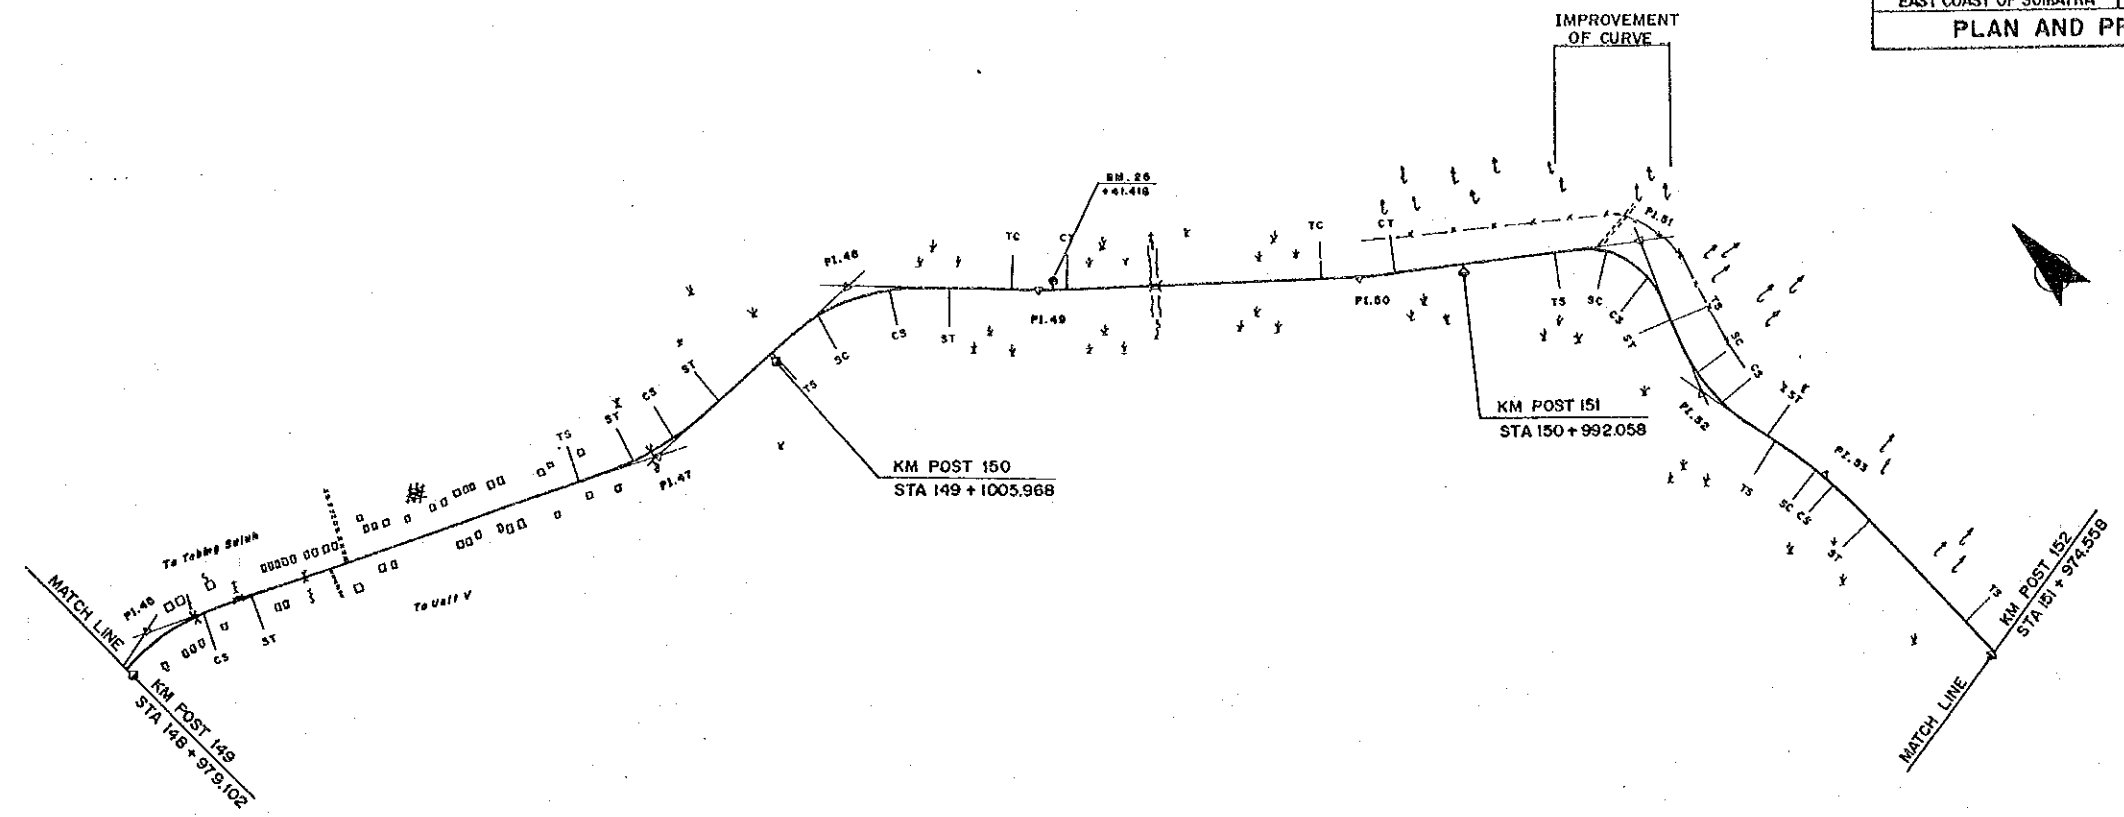 EAST COAST OF SUMATRA
PLAN AND PR
IMPROVEMENT
OF CURVE
BM. 26
+41.416
TC
CT
TC
CT
PI.51
PI.48
PI.49
PI.50
CS
ST
SC
TS
TS
SC
CS
ST
TS
SC
CS
ST
KM POST 151
STA 150 + 992.058
PI.52
PI.53
TS
SC
CS
ST
TS
ST
CS
ST
TS
PI.47
KM POST 150
STA 149 + 1005.968
To Tebing
To Unit V
MATCH LINE
CS
ST
KM POST 149
STA 148 + 979.102
KM POST 152
STA 151 + 974.558
MATCH LINE